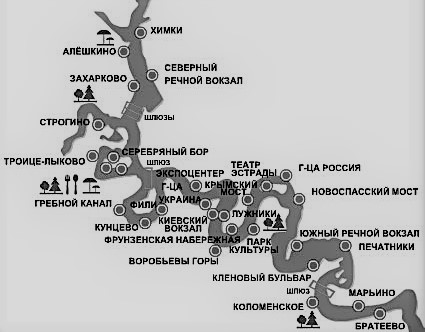 ХИМКИ
АЛЁШКИНО
СЕВЕРНЫЙ
РЕЧНОЙ ВОКЗАЛ
ЗАХАРКОВО
ШЛЮЗЫ
СТРОГИНО
СЕРЕБРЯНЫЙ БОР
ТРОИЦЕ-ЛЫКОВО
ШЛЮЗ
ЭКСПОЦЕНТР
ТЕАТР
ЭСТРАДЫ
Г-ЦА РОССИЯ
Г-ЦА
УКРАИНА
КРЫМСКИЙ
МОСТ
НОВОСПАССКИЙ МОСТ
ГРЕБНОЙ КАНАЛ
ФИЛИ
КИЕВСКИЙ
ВОКЗАЛ
ЛУЖНИКИ
КУНЦЕВО
ФРУНЗЕНСКАЯ НАБЕРЕЖНАЯ
ПАРК
КУЛЬТУРЫ
ЮЖНЫЙ РЕЧНОЙ ВОКЗАЛ
ПЕЧАТНИКИ
ВОРОБЬЕВЫ ГОРЫ
КЛЕНОВЫЙ БУЛЬВАР
ШЛЮЗ
МАРЬИНО
КОЛОМЕНСКОЕ
БРАТЕЕВО